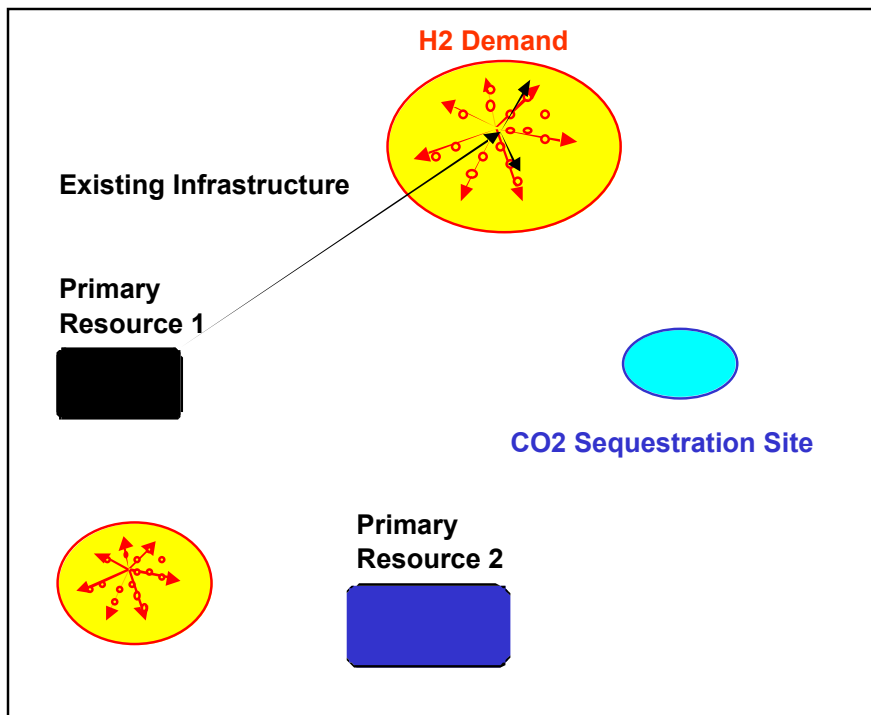 H2 Demand
Existing Infrastructure
Primary
Resource 1
CO2 Sequestration Site
Primary
Resource 2